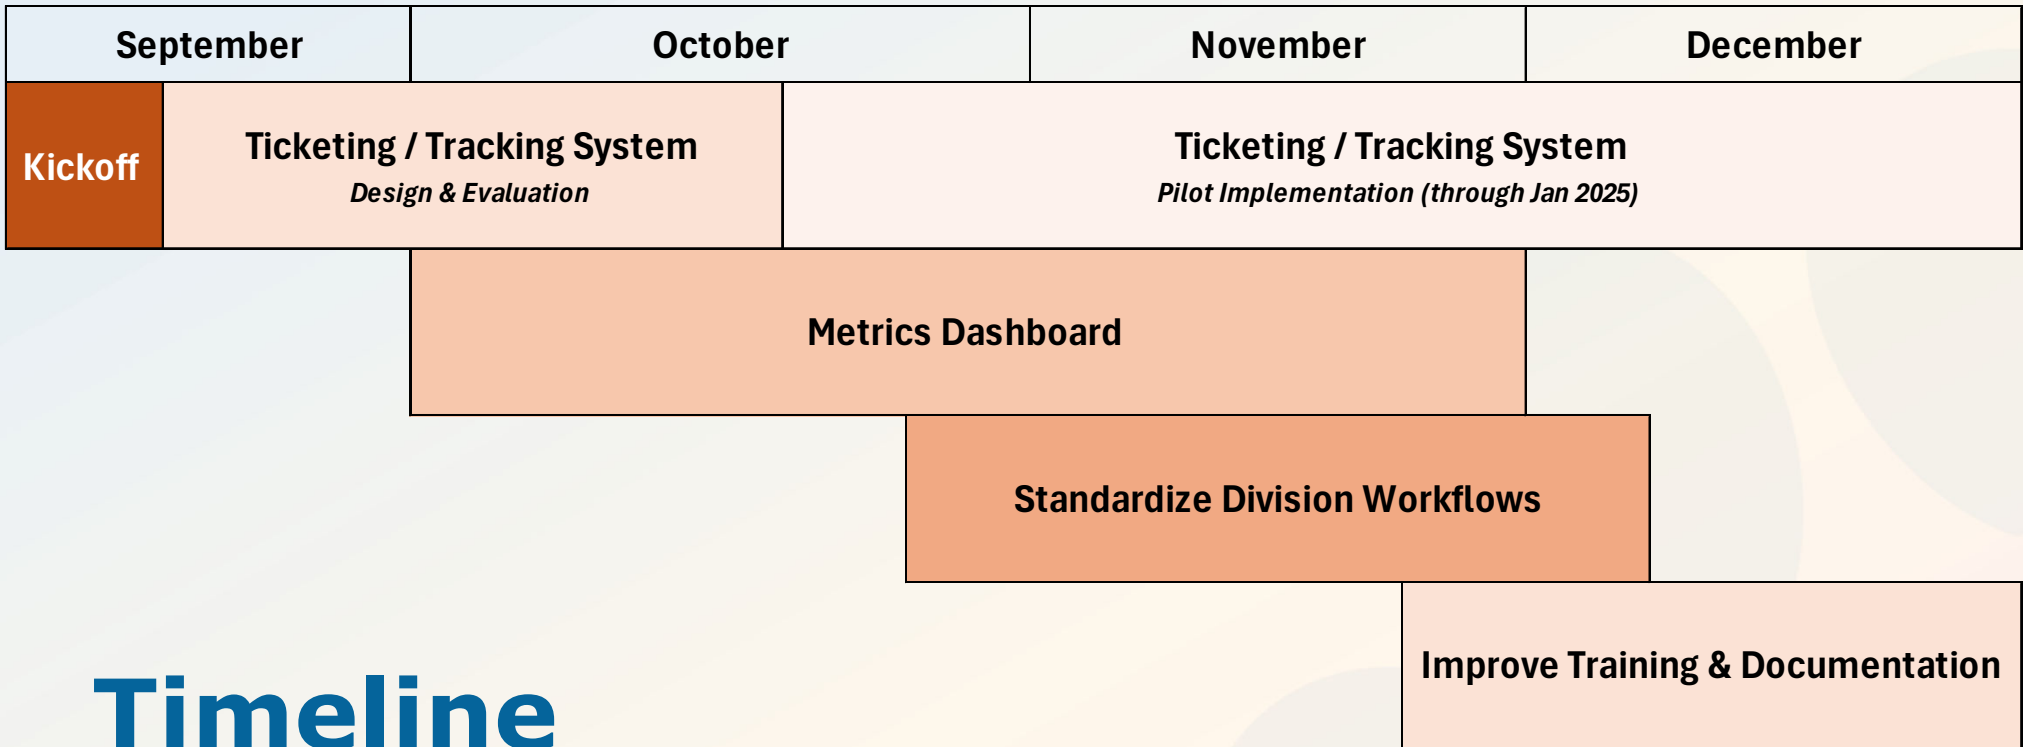 September
October
November
December
Kickoff
Ticketing / Tracking System
Design & Evaluation
Ticketing / Tracking System
Pilot Implementation (through Jan 2025)
Metrics Dashboard
Standardize Division Workflows
Improve Training & Documentation
Timeline